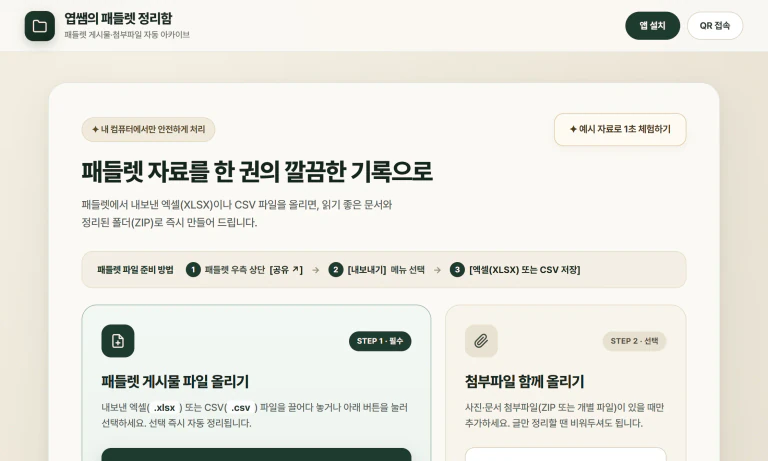 엽쌤의 패들렛 정리함
패들렛 게시물·첨부파일 자동 아카이브
앱 설치
QR 접속
✦ 내 컴퓨터에서만 안전하게 처리
✦ 예시 자료로 1초 체험하기
패들렛 자료를 한 권의 깔끔한 기록으로
패들렛에서 내보낸 엑셀(XLSX)이나 CSV 파일을 올리면, 읽기 좋은 문서와
정리된 폴더(ZIP)로 즉시 만들어 드립니다.
패들렛 파일 준비 방법 1 패들렛 우측 상단 [공유 ↗] → 2 [내보내기] 메뉴 선택 → 3 [엑셀(XLSX) 또는 CSV 저장]
STEP 1 · 필수
패들렛 게시물 파일 올리기
내보낸 엑셀( .xlsx ) 또는 CSV( .csv ) 파일을 끌어다 놓거나 아래 버튼을 눌러
선택하세요. 선택 즉시 자동 정리됩니다.
STEP 2 · 선택
첨부파일 함께 올리기
사진·문서 첨부파일(ZIP 또는 개별 파일)이 있을 때만
추가하세요. 글만 정리할 땐 비워두셔도 됩니다.